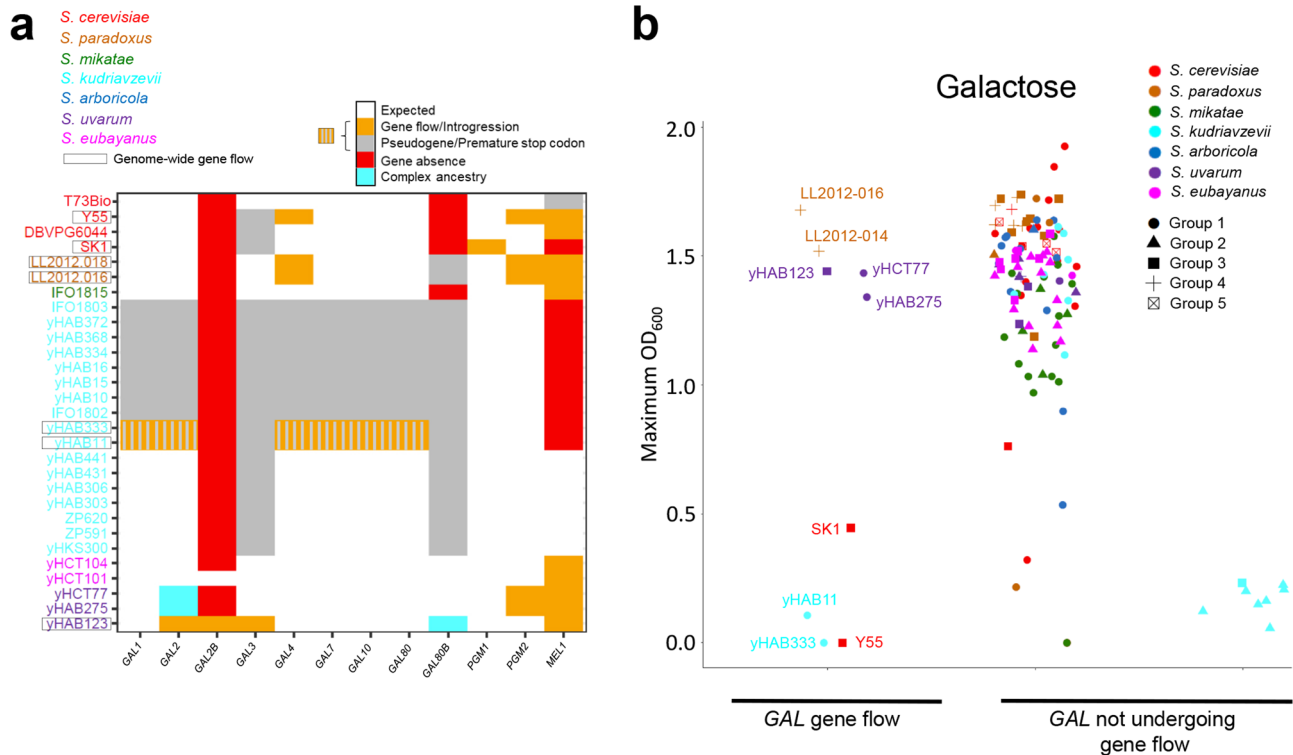 a
S. cerevisiae
S. paradoxus
S. mikatae
S. kudriavzevii
S. arboricola
S. uvarum
S. eubayanus
Genome-wide gene flow
Expected
Gene flow/Introgression
Pseudogene/Premature stop codon
Gene absence
Complex ancestry
T73Bio
Y55
DBVPG6044
SK1
LL2012.018
LL2012.016
IFO1815
IFO1803
yHAB372
yHAB368
yHAB334
yHAB16
yHAB15
yHAB10
IFO1802
yHAB333
yHAB11
yHAB441
yHAB431
yHAB306
yHAB303
ZP620
ZP591
yHKS300
yHCT104
yHCT101
yHCT77
yHAB275
yHAB123
GAL1 GAL2 GAL2B GAL3 GAL4 GAL7 GAL10 GAL80 GAL80B PGM1 PGM2 MEL1
b
Galactose
S. cerevisiae
S. paradoxus
S. mikatae
S. kudriavzevii
S. arboricola
S. uvarum
S. eubayanus
Group 1
Group 2
Group 3
Group 4
Group 5
Maximum OD600
2.0
1.5
1.0
0.5
0.0
LL2012-016
LL2012-014
yHAB123
yHCT77
yHAB275
SK1
yHAB11
yHAB333
Y55
GAL gene flow
GAL not undergoing
gene flow